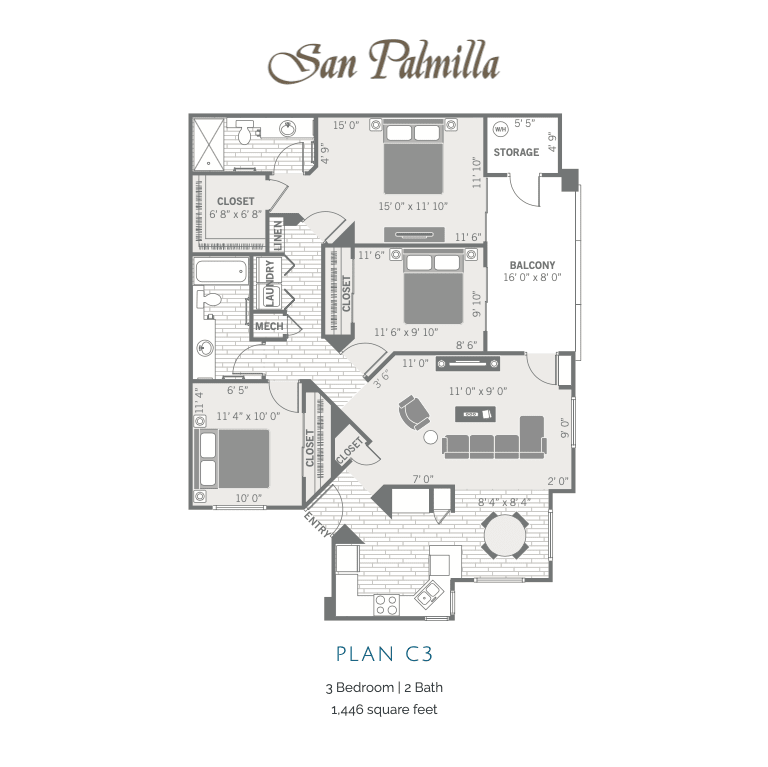 San Palmilla
15' 0"
5' 5"
W/H
4' 9"
4' 9"
STORAGE
11' 10"
CLOSET
6' 8" x 6' 8"
15' 0" x 11' 10"
LINEN
11' 6"
11' 6"
LAUNDRY
CLOSET
BALCONY
16' 0" x 8' 0"
9' 10"
MECH
11' 6" x 9' 10"
8' 6"
3' 6"
11' 0"
6' 5"
11' 4"
11' 0" x 9' 0"
11' 4" x 10' 0"
9' 0"
CLOSET
CLOSET
7' 0"
2' 0"
10' 0"
8' 4" x 8' 4"
ENTRY
PLAN C3
3 Bedroom | 2 Bath
1,446 square feet